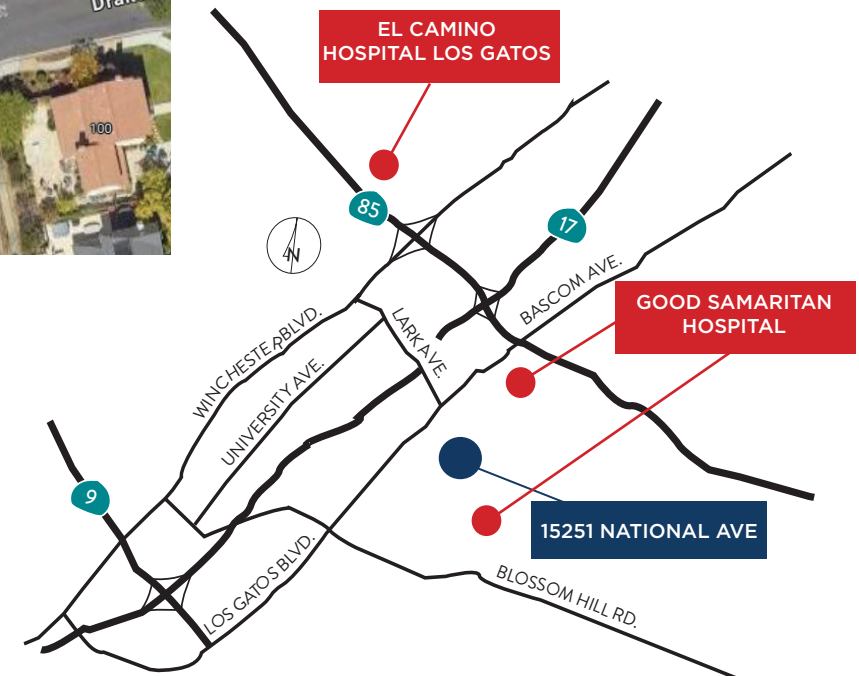 100
EL CAMINO
HOSPITAL LOS GATOS
85
17
N
BASCOM AVE.
GOOD SAMARITAN
HOSPITAL
WINCHESTER BLVD.
LARK AVE.
UNIVERSITY AVE.
9
15251 NATIONAL AVE
LOS GATOS BLVD.
BLOSSOM HILL RD.